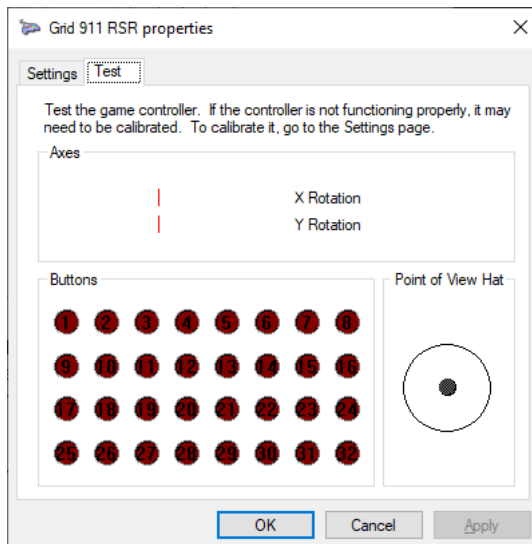 Grid 911 RSR properties
Settings
Test
Test the game controller. If the controller is not functioning properly, it may
need to be calibrated. To calibrate it, go to the Settings page.
Axes
X Rotation
Y Rotation
Buttons
Point of View Hat
1 2 3 4 5 6 7 8
9 10 11 12 13 14 15 16
17 18 19 20 21 22 23 24
25 26 27 28 29 30 31 32
OK
Cancel
Apply